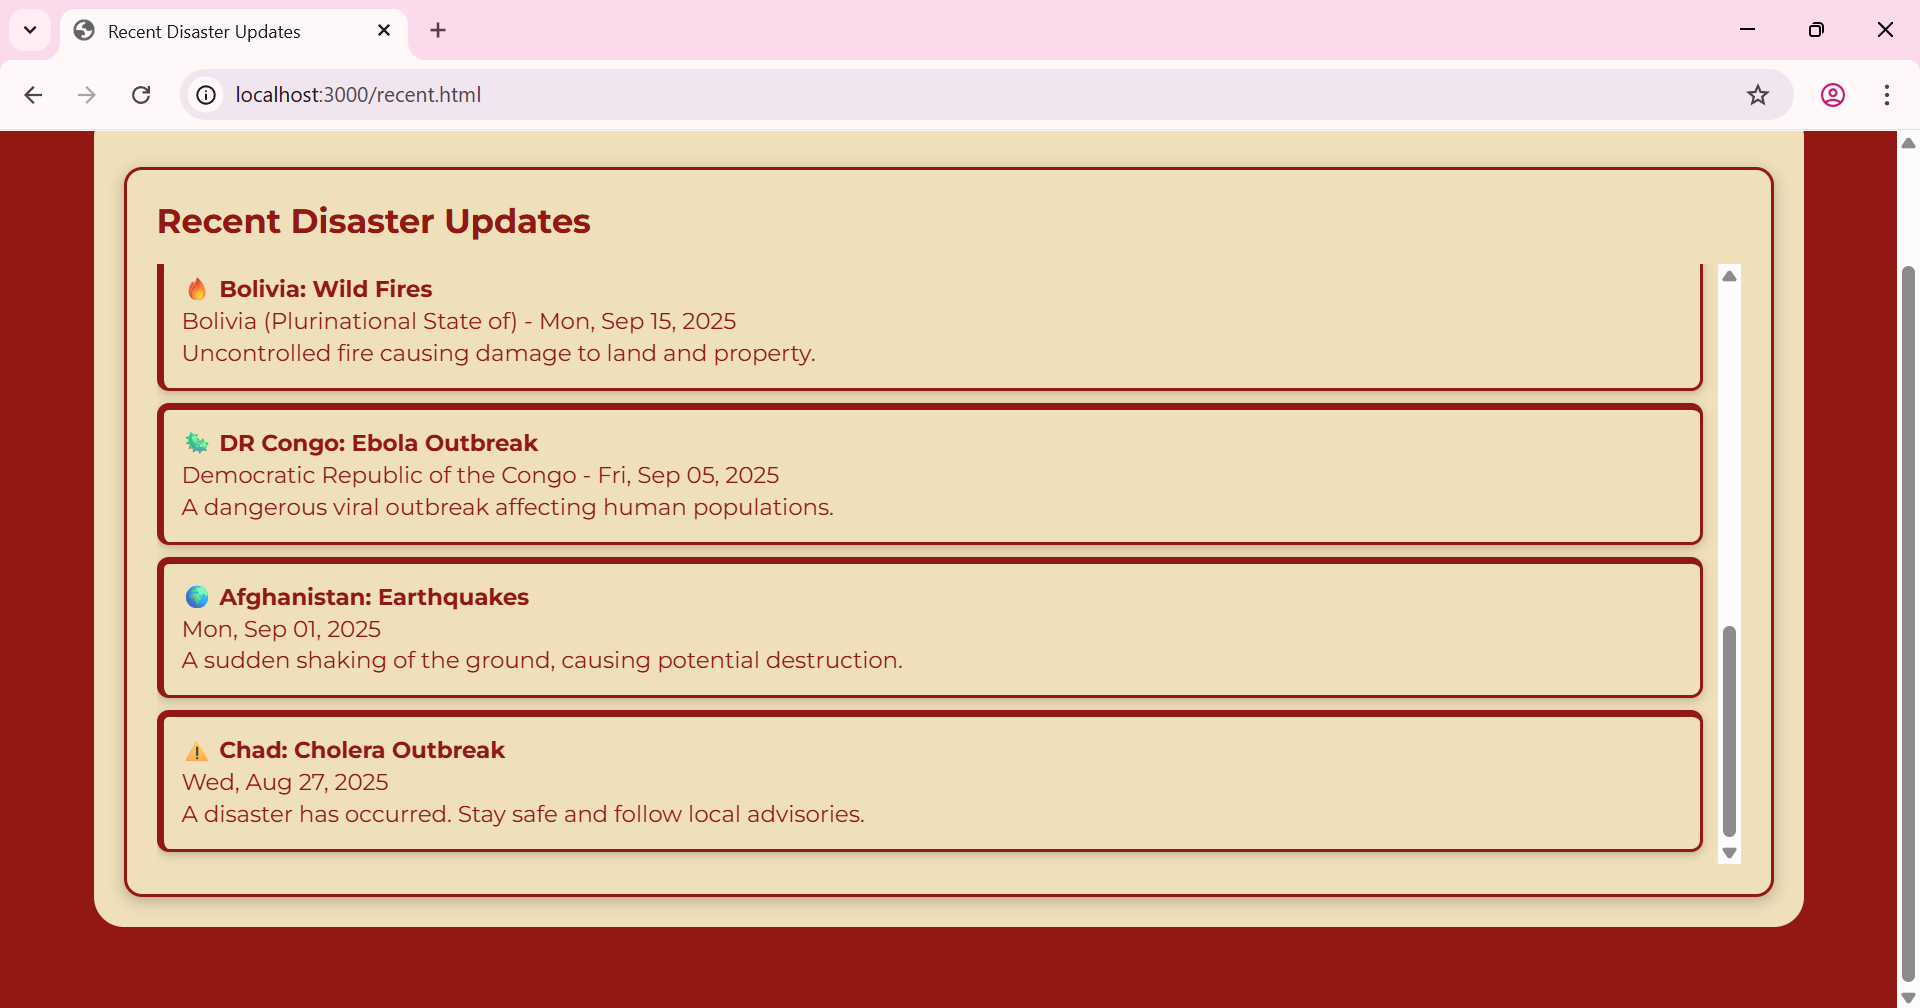 Recent Disaster Updates
localhost:3000/recent.html
Recent Disaster Updates
Bolivia: Wild Fires
Bolivia (Plurinational State of) - Mon, Sep 15, 2025
Uncontrolled fire causing damage to land and property.
DR Congo: Ebola Outbreak
Democratic Republic of the Congo - Fri, Sep 05, 2025
A dangerous viral outbreak affecting human populations.
Afghanistan: Earthquakes
Mon, Sep 01, 2025
A sudden shaking of the ground, causing potential destruction.
Chad: Cholera Outbreak
Wed, Aug 27, 2025
A disaster has occurred. Stay safe and follow local advisories.